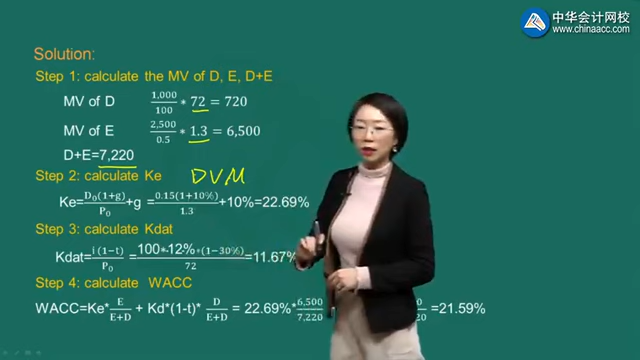 中华会计网校
www.chinaacc.com
Solution:
Step 1: calculate the MV of D, E, D+E
MV of D 1,000/100 * 72 = 720
MV of E 2,500/0.5 * 1.3 = 6,500
D+E=7,220
Step 2: calculate Ke DVM
Ke=D₀(1+g)/P₀+g =0.15(1+10%)/1.3+10%=22.69%
Step 3: calculate Kdat
Kdat=i (1−t)/P₀ =100*12%*(1−30%)/72=11.67%
Step 4: calculate WACC
WACC=Ke*E/E+D + Kd*(1-t)* D/E+D = 22.69%*6,500/7,220 =21.59%